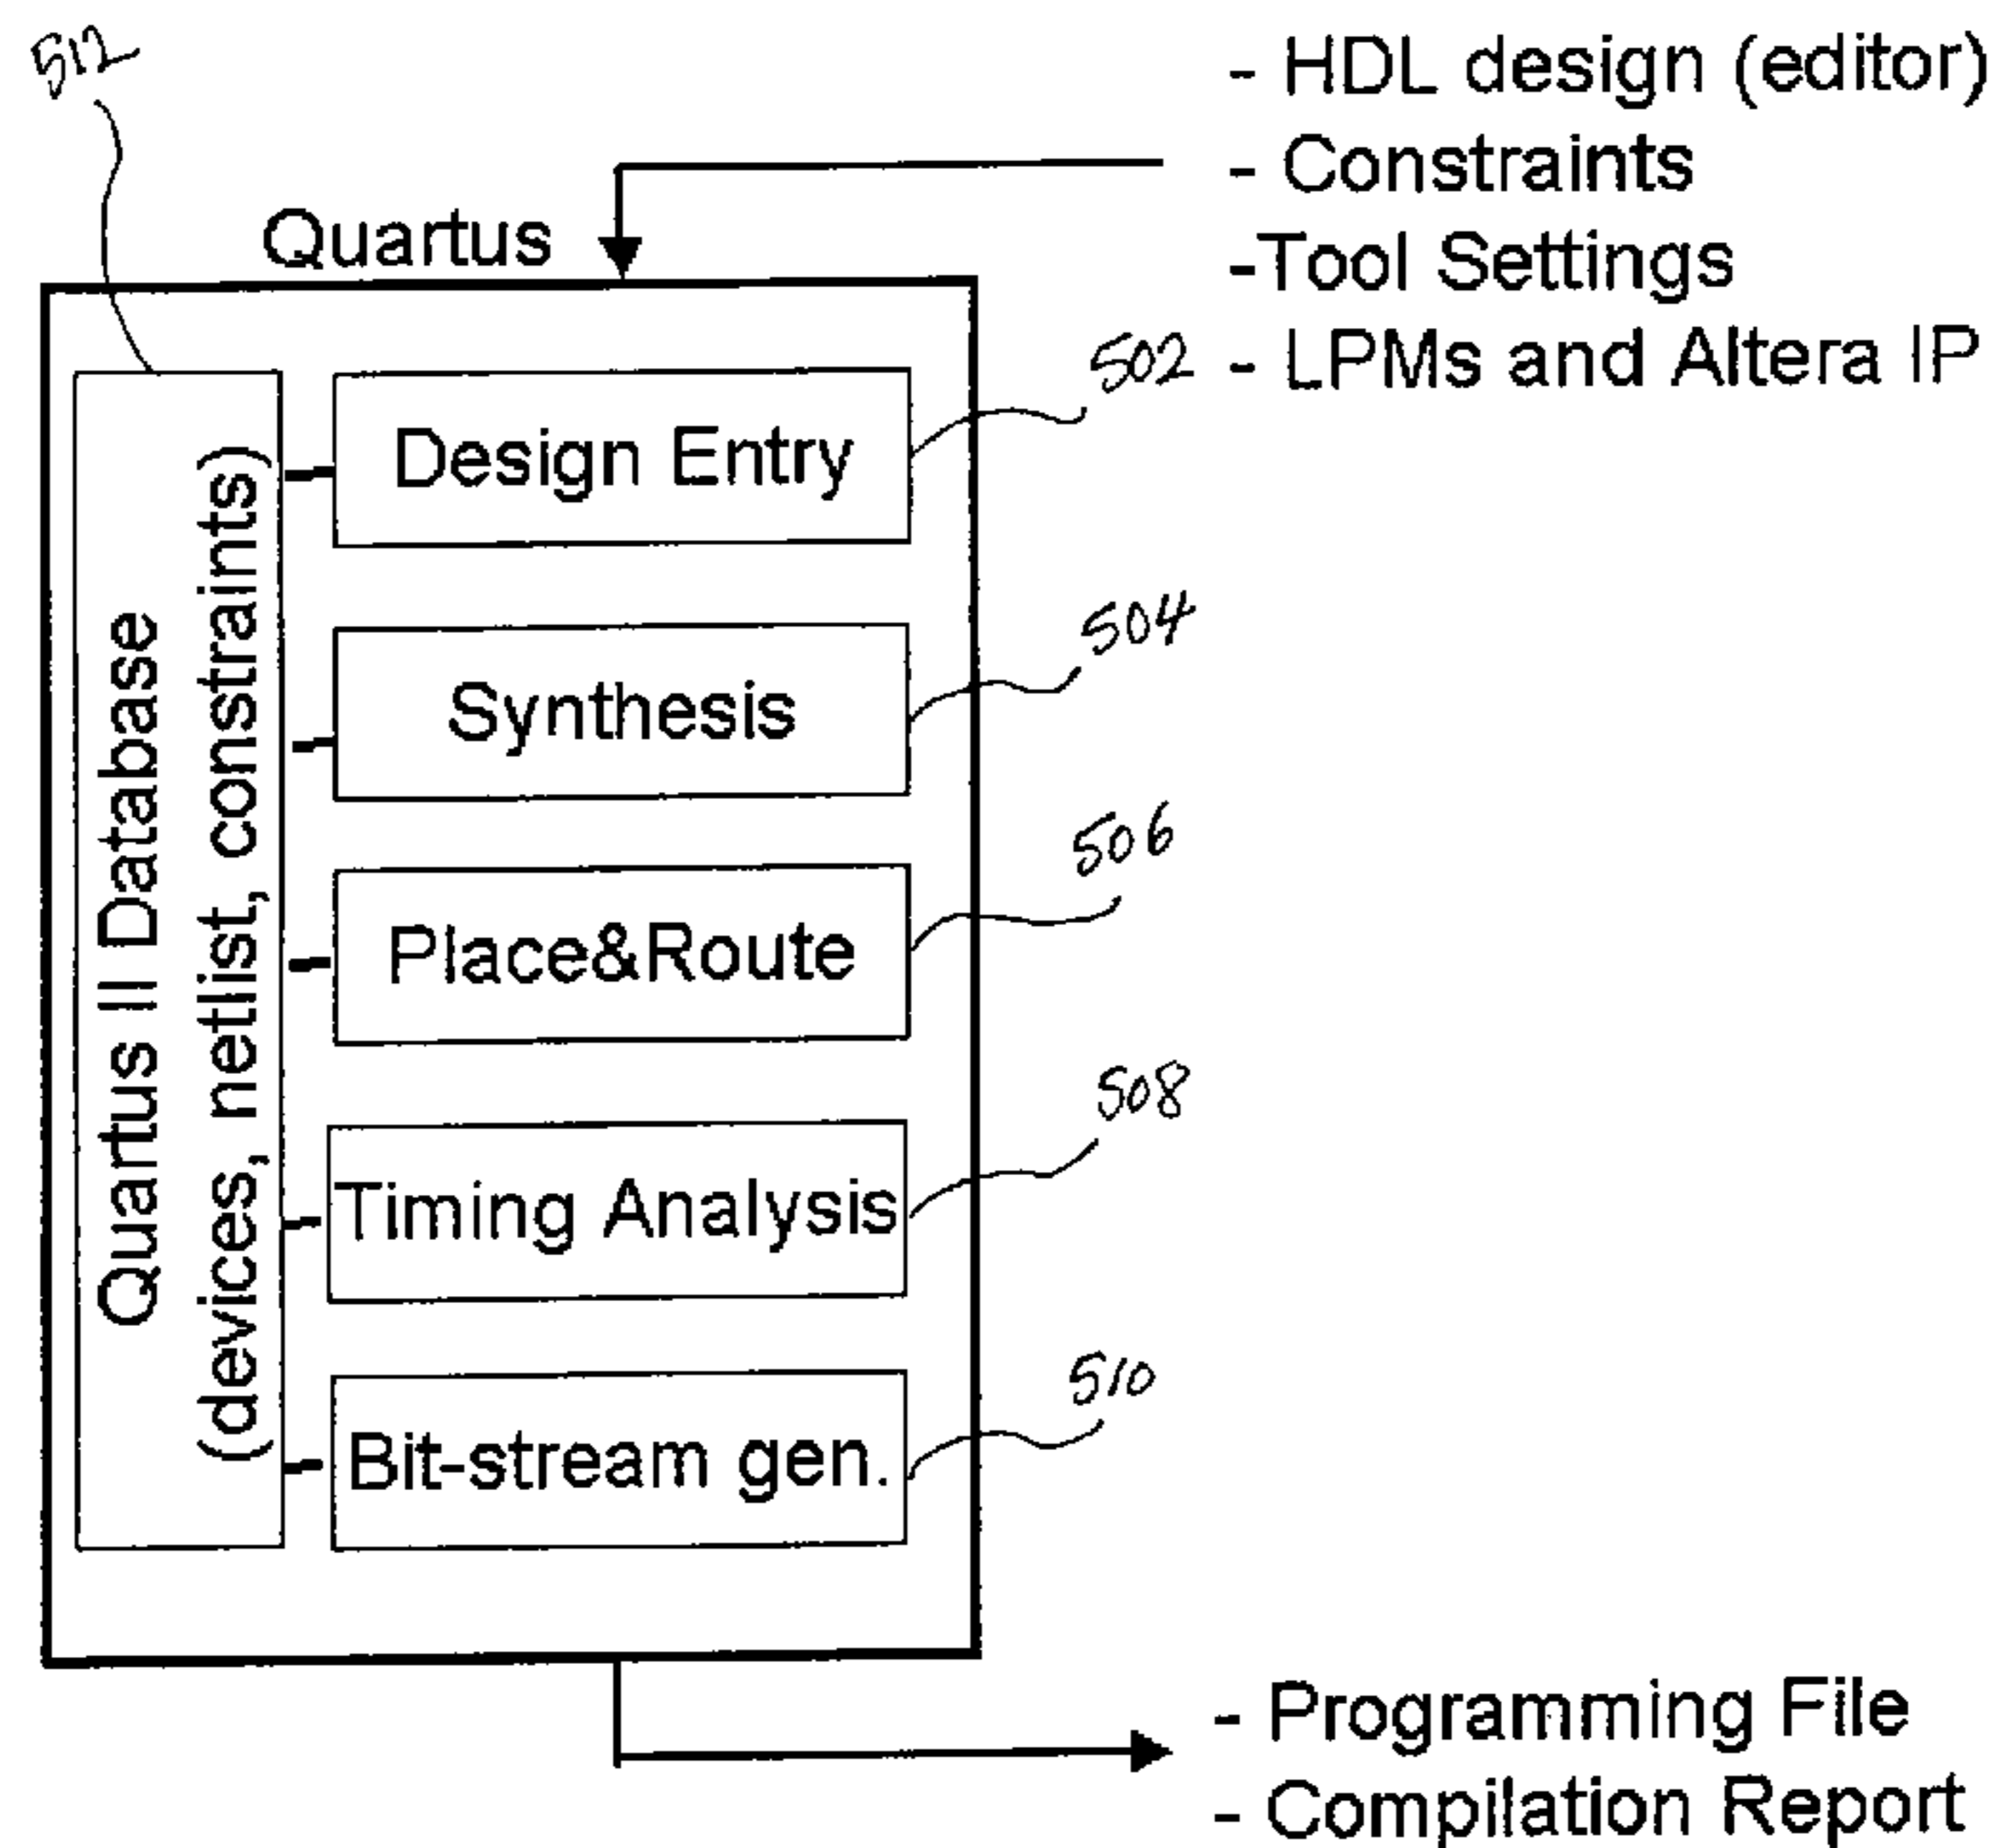 512
- HDL design (editor)
- Constraints
-Tool Settings
- LPMs and Altera IP
Quartus
Quartus II Database
(devices, netlist, constraints)
Design Entry
502
Synthesis
504
Place&Route
506
Timing Analysis
508
Bit-stream gen.
510
- Programming File
- Compilation Report